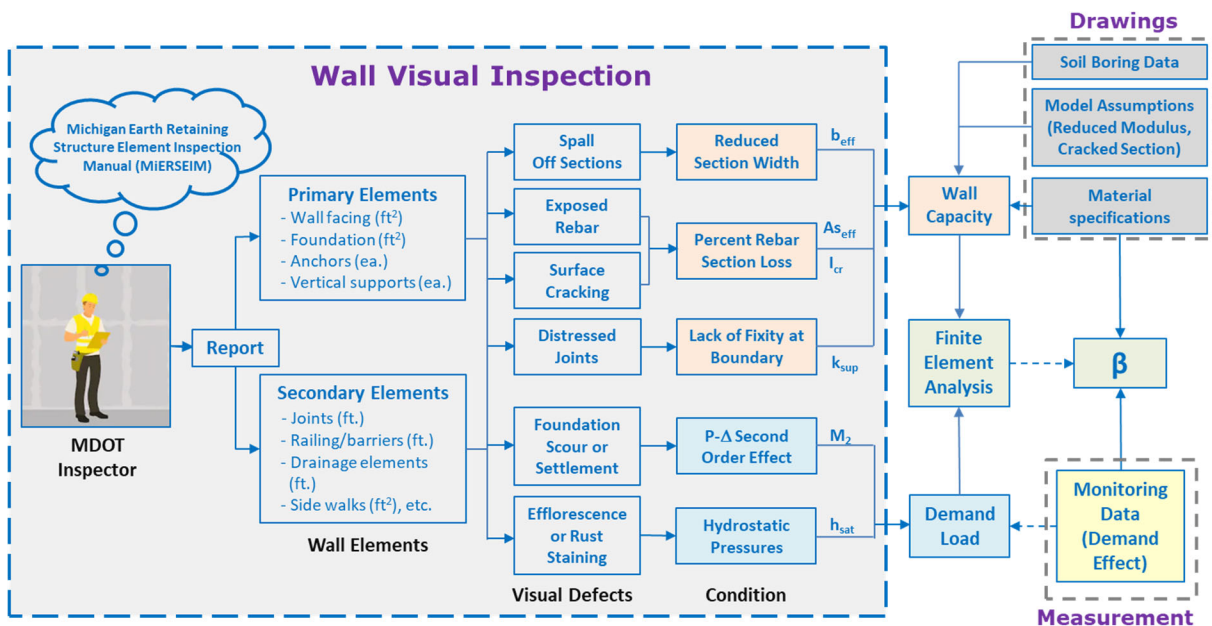 Drawings
Wall Visual Inspection
Soil Boring Data
Model Assumptions
(Reduced Modulus,
Cracked Section)
Material
specifications
Michigan Earth Retaining
Structure Element Inspection
Manual (MiERSEIM)
MDOT
Inspector
Report
Primary Elements
- Wall facing (ft²)
- Foundation (ft²)
- Anchors (ea.)
- Vertical supports (ea.)
Secondary Elements
- Joints (ft.)
- Railing/barriers (ft.)
- Drainage elements
(ft.)
- Side walks (ft²), etc.
Wall Elements
Spall
Off Sections
Exposed
Rebar
Surface
Cracking
Distressed
Joints
Foundation
Scour or
Settlement
Efflorescence
or Rust
Staining
Visual Defects
Reduced
Section Width
Percent Rebar
Section Loss
Lack of Fixity at
Boundary
P-Δ Second
Order Effect
Hydrostatic
Pressures
Condition
b_eff
As_eff
I_cr
k_sup
M₂
h_sat
Wall
Capacity
Finite
Element
Analysis
Demand
Load
β
Monitoring
Data
(Demand
Effect)
Measurement